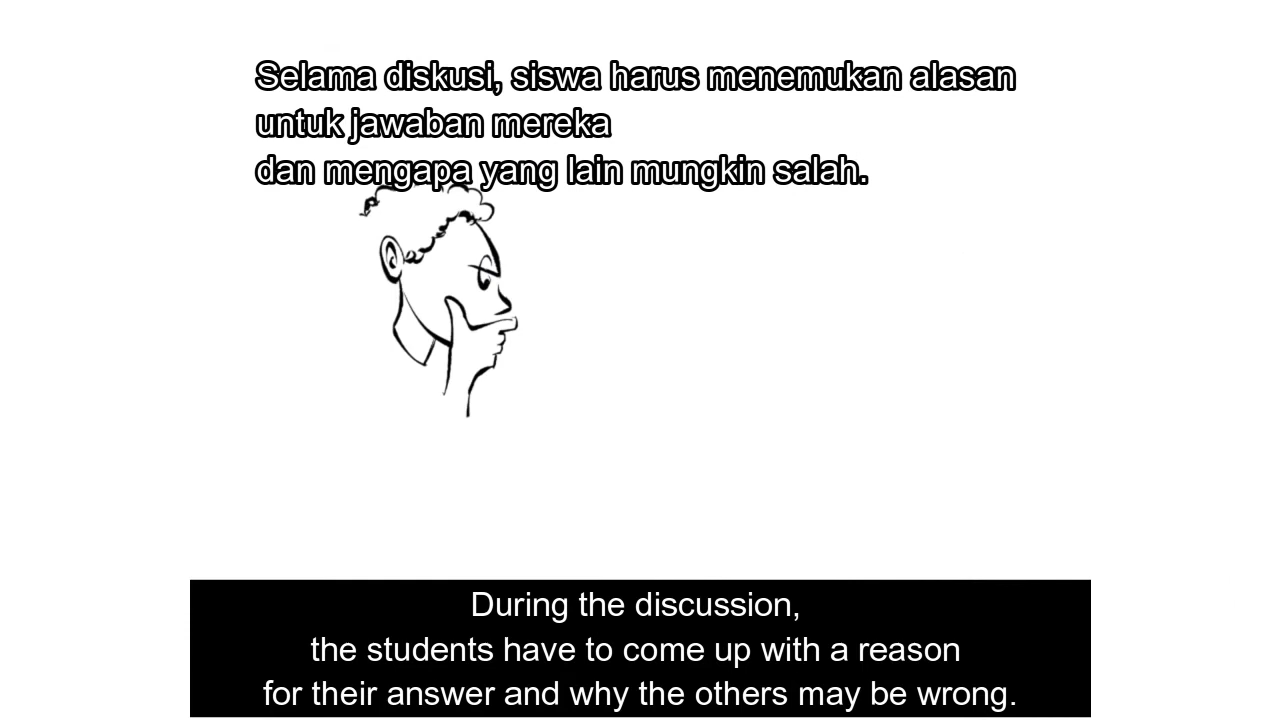 Selama diskusi, siswa harus menemukan alasan
untuk jawaban mereka
dan mengapa yang lain mungkin salah.
During the discussion,
the students have to come up with a reason
for their answer and why the others may be wrong.